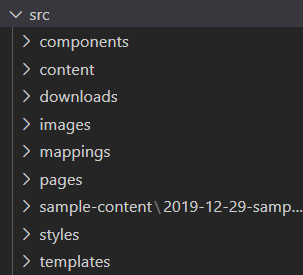 src
components
content
downloads
images
mappings
pages
sample-content\2019-12-29-samp...
styles
templates